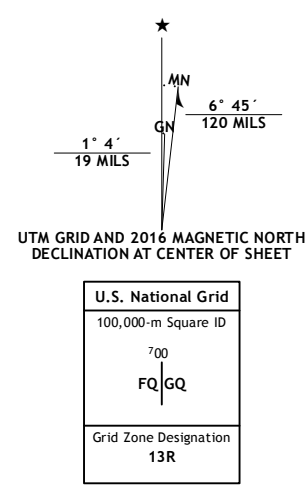 ★
MN
GN
6° 45´
120 MILS
1° 4´
19 MILS
UTM GRID AND 2016 MAGNETIC NORTH
DECLINATION AT CENTER OF SHEET
U.S. National Grid
100,000-m Square ID
⁷00
FQ GQ
Grid Zone Designation
13R